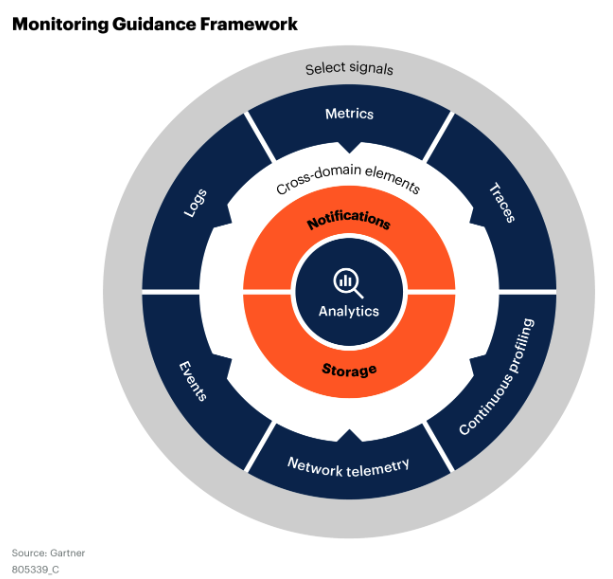 Monitoring Guidance Framework
Select signals
Metrics
Logs
Traces
Cross-domain elements
Notifications
Analytics
Storage
Events
Continuous profiling
Network telemetry
Source: Gartner
805339_C